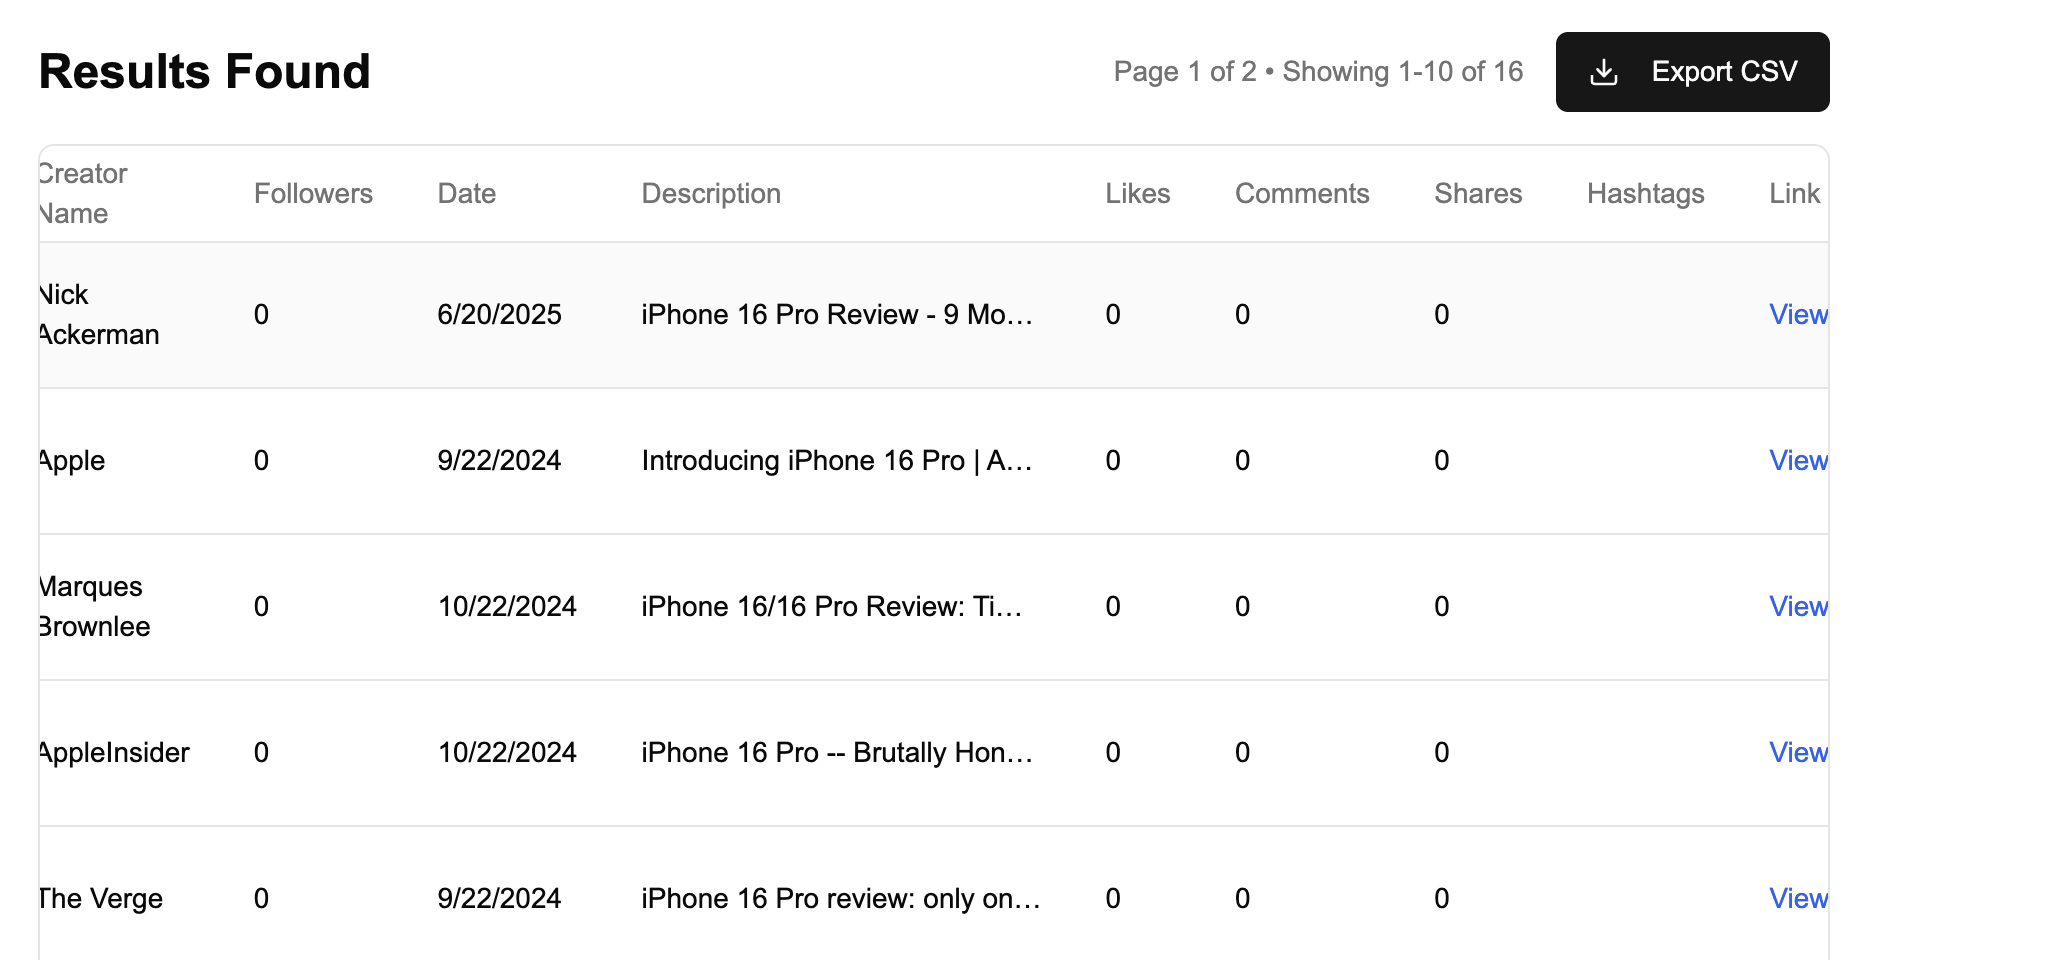 Results Found
Page 1 of 2 • Showing 1-10 of 16
Export CSV
Creator
Name
Followers
Date
Description
Likes
Comments
Shares
Hashtags
Link
Nick
Ackerman
0
6/20/2025
iPhone 16 Pro Review - 9 Mo…
0
0
0
View
Apple
0
9/22/2024
Introducing iPhone 16 Pro | A…
0
0
0
View
Marques
Brownlee
0
10/22/2024
iPhone 16/16 Pro Review: Ti…
0
0
0
View
AppleInsider
0
10/22/2024
iPhone 16 Pro -- Brutally Hon…
0
0
0
View
The Verge
0
9/22/2024
iPhone 16 Pro review: only on…
0
0
0
View